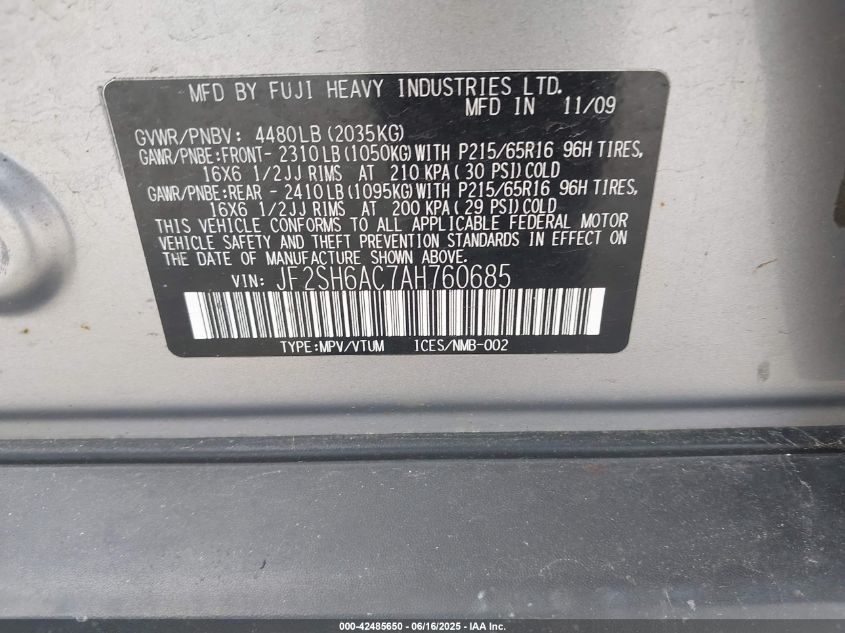 MFD BY FUJI HEAVY INDUSTRIES LTD.
MFD IN 11/09
GVWR/PNBV: 4480LB(2035KG)
GAWR/PNBE:FRONT- 2310LB(1050KG)WITH P215/65R16 96H TIRES,
16X6 1/2JJ RIMS AT 210 KPA(30 PSI)COLD
GAWR/PNBE:REAR - 2410LB(1095KG)WITH P215/65R16 96H TIRES,
16X6 1/2JJ RIMS AT 200 KPA(29 PSI)COLD
THIS VEHICLE CONFORMS TO ALL APPLICABLE FEDERAL MOTOR
VEHICLE SAFETY AND THEFT PREVENTION STANDARDS IN EFFECT ON
THE DATE OF MANUFACTURE SHOWN ABOVE.
VIN: JF2SH6AC7AH760685
TYPE:MPV/VTUM ICES/NMB-002
000-42485650 - 06/16/2025 - IAA Inc.